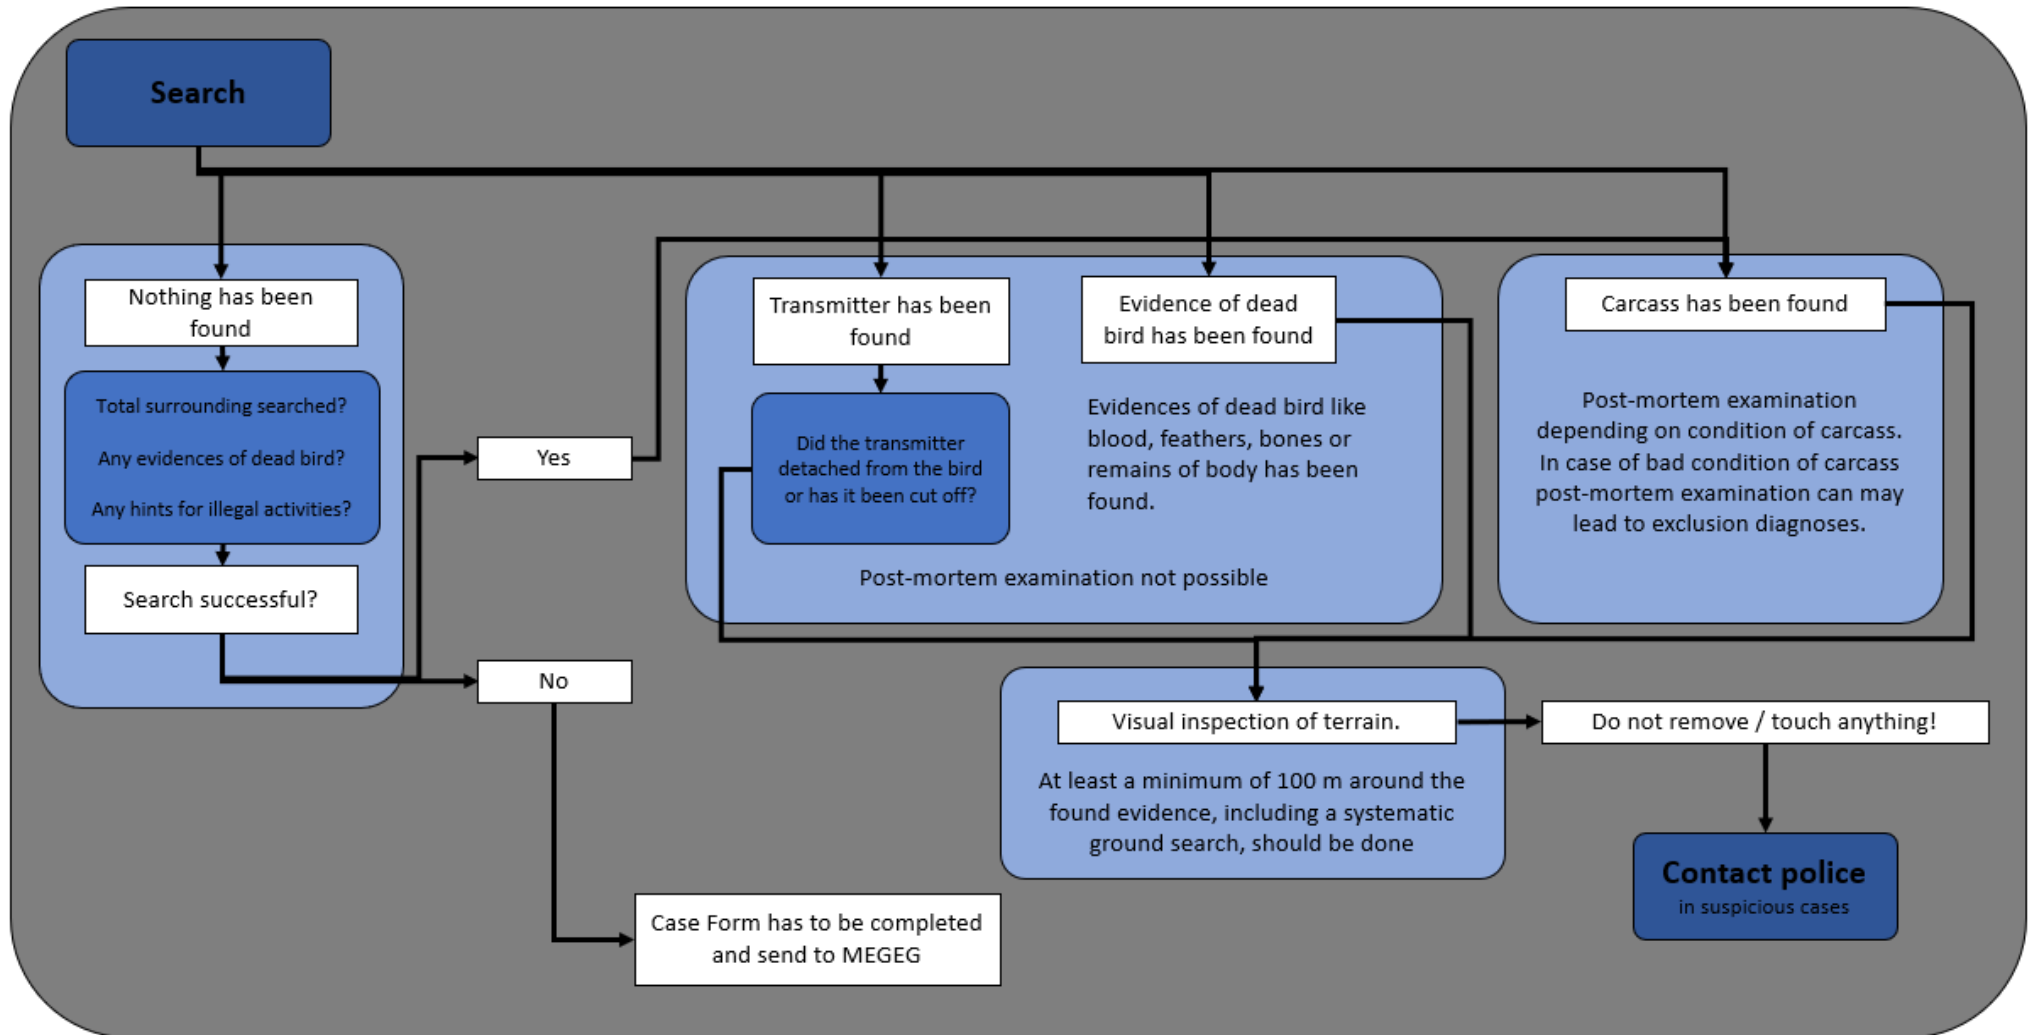 Search
Nothing has been
found
Total surrounding searched?
Any evidences of dead bird?
Any hints for illegal activities?
Search successful?
Yes
No
Case Form has to be completed
and send to MEGEG
Transmitter has been
found
Did the transmitter
detached from the bird
or has it been cut off?
Evidence of dead
bird has been found
Evidences of dead bird like
blood, feathers, bones or
remains of body has been
found.
Post-mortem examination not possible
Carcass has been found
Post-mortem examination
depending on condition of carcass.
In case of bad condition of carcass
post-mortem examination can may
lead to exclusion diagnoses.
Visual inspection of terrain.
At least a minimum of 100 m around the
found evidence, including a systematic
ground search, should be done
Do not remove / touch anything!
Contact police
in suspicious cases